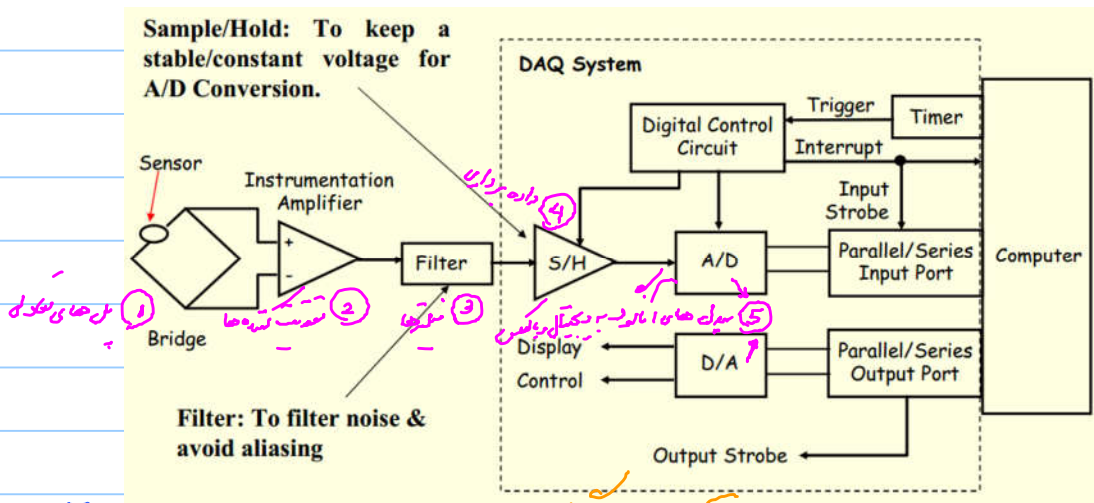 Sample/Hold: To keep a
stable/constant voltage for
A/D Conversion.
DAQ System
Trigger
Timer
Digital Control
Circuit
Interrupt
Sensor
Instrumentation
Amplifier
داده برداری ④
Input
Strobe
+
-
Filter
S/H
A/D
Parallel/Series
Input Port
Computer
① پل های تعادل
② تقویت کننده ها
③ فیلترها
⑤ مبدل های آنالوگ به دیجیتال و بالعکس
Bridge
Display
Control
D/A
Parallel/Series
Output Port
Filter: To filter noise &
avoid aliasing
Output Strobe